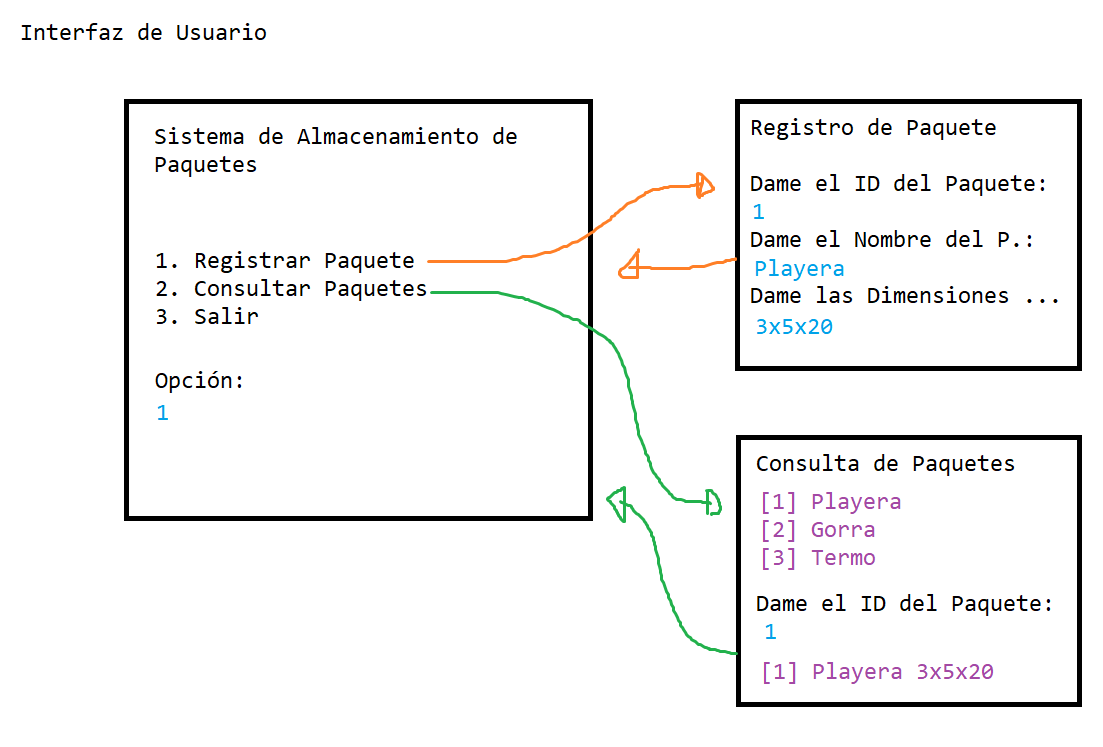 Interfaz de Usuario
Sistema de Almacenamiento de
Paquetes
1. Registrar Paquete
2. Consultar Paquetes
3. Salir
Opción:
1
Registro de Paquete
Dame el ID del Paquete:
1
Dame el Nombre del P.:
Playera
Dame las Dimensiones ...
3x5x20
Consulta de Paquetes
[1] Playera
[2] Gorra
[3] Termo
Dame el ID del Paquete:
1
[1] Playera 3x5x20